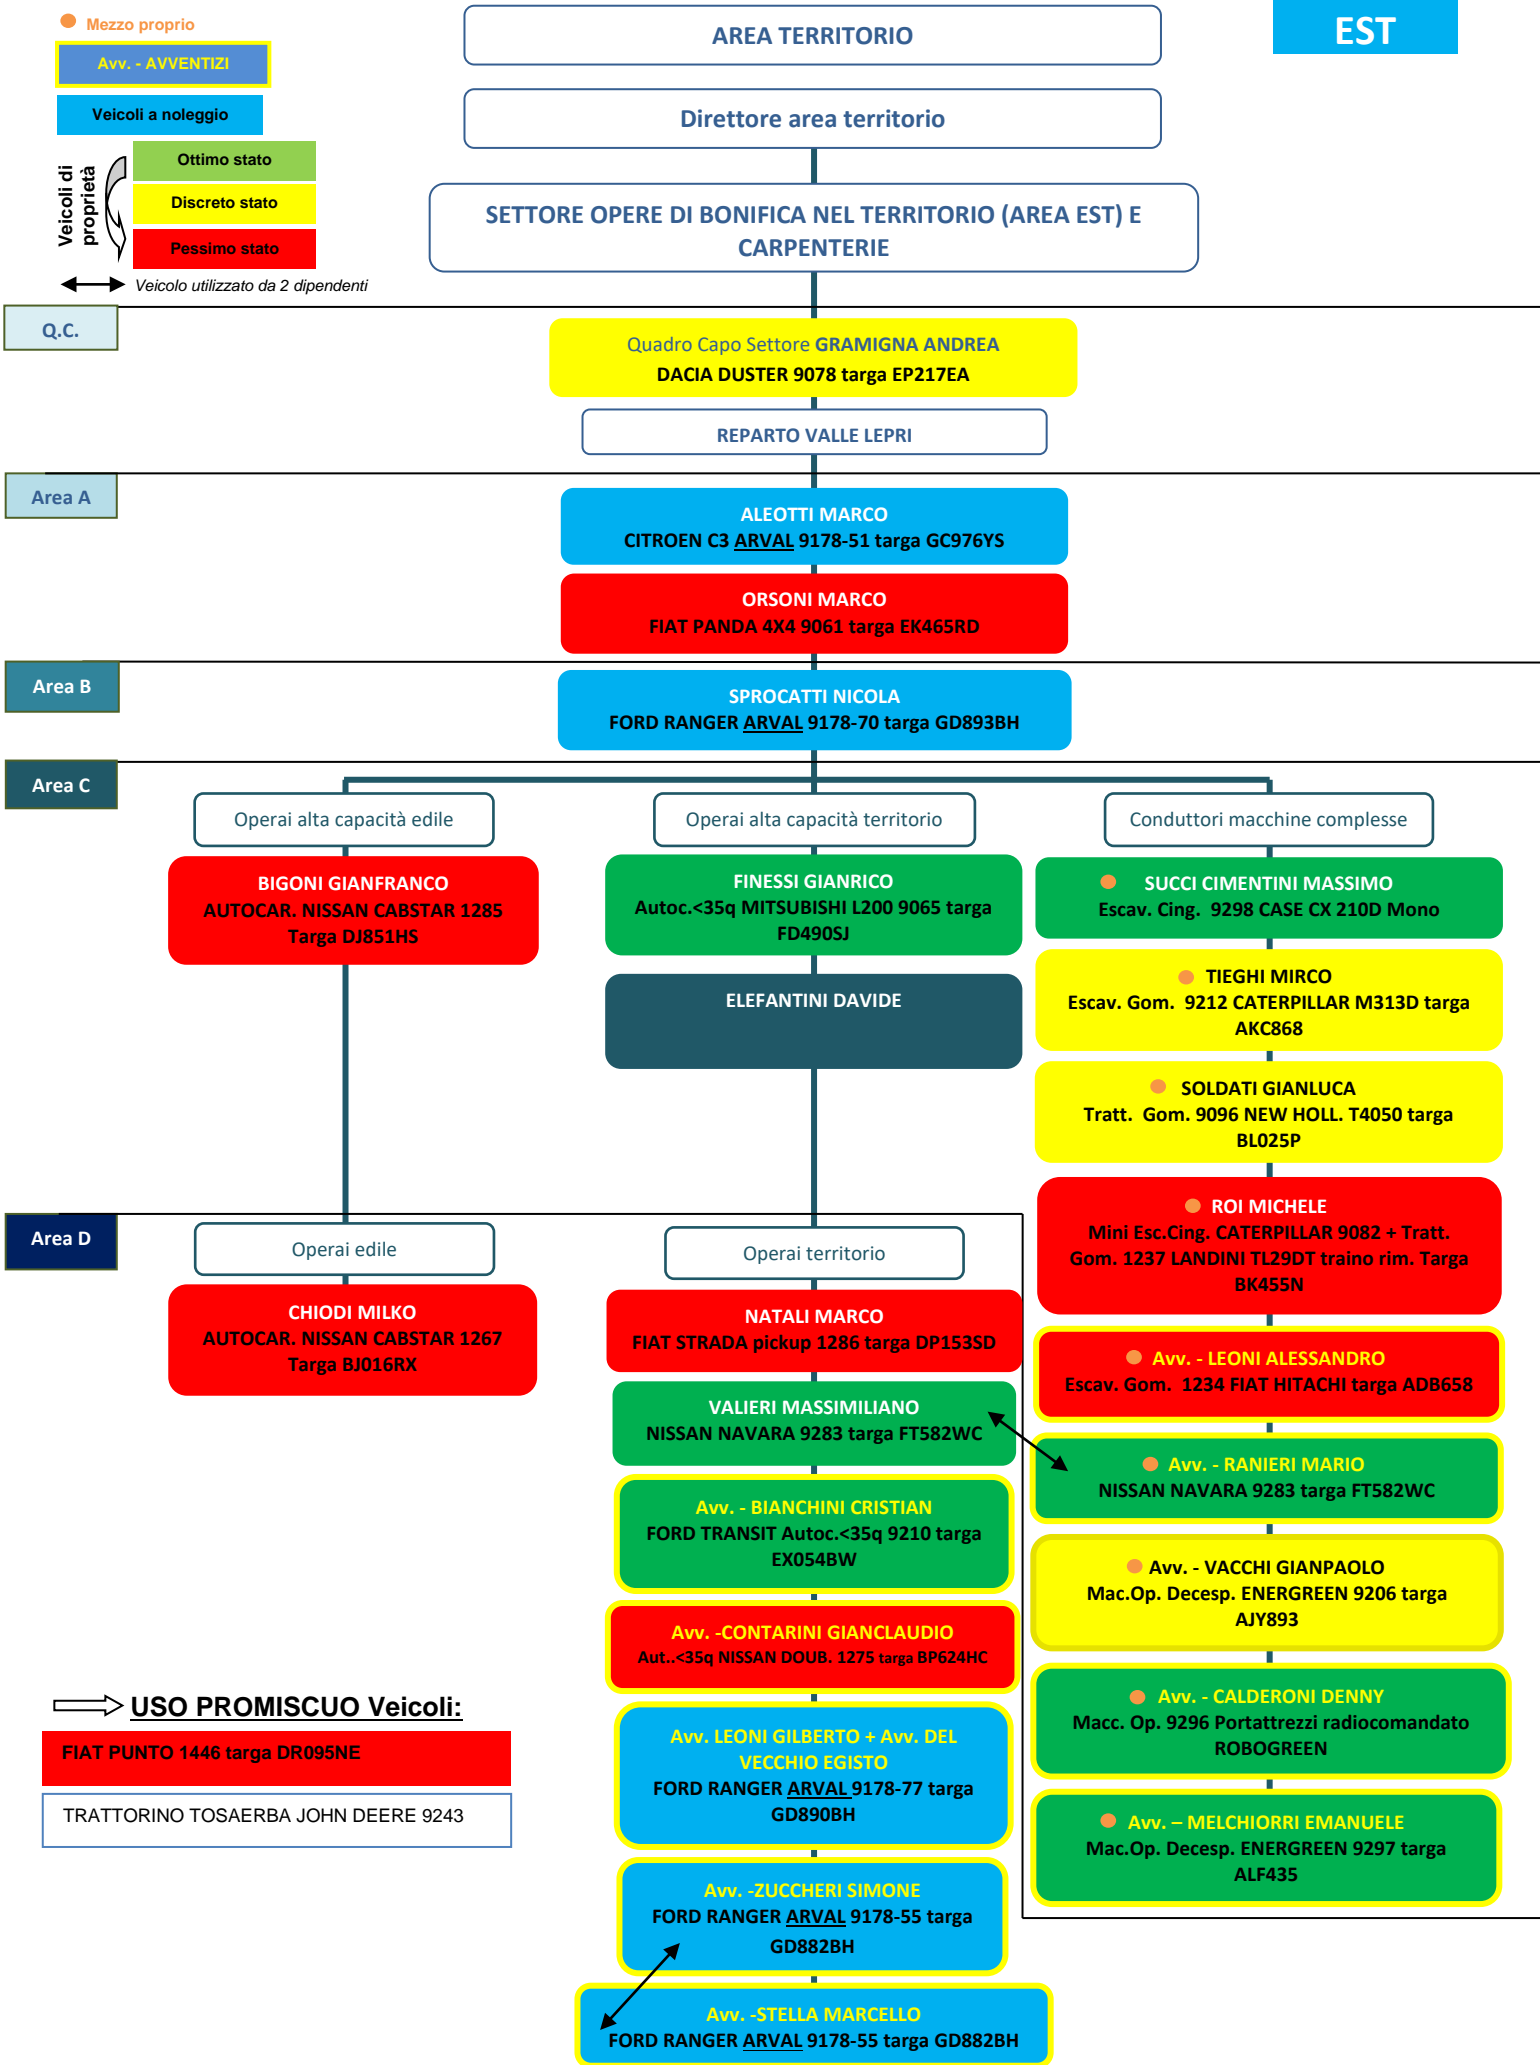 Mezzo proprio
Avv. - AVVENTIZI
Veicoli a noleggio
Veicoli di
proprietà
Ottimo stato
Discreto stato
Pessimo stato
Veicolo utilizzato da 2 dipendenti
AREA TERRITORIO
EST
Direttore area territorio
SETTORE OPERE DI BONIFICA NEL TERRITORIO (AREA EST) E
CARPENTERIE
Q.C.
Quadro Capo Settore GRAMIGNA ANDREA
DACIA DUSTER 9078 targa EP217EA
REPARTO VALLE LEPRI
Area A
ALEOTTI MARCO
CITROEN C3 ARVAL 9178-51 targa GC976YS
ORSONI MARCO
FIAT PANDA 4X4 9061 targa EK465RD
Area B
SPROCATTI NICOLA
FORD RANGER ARVAL 9178-70 targa GD893BH
Area C
Operai alta capacità edile
BIGONI GIANFRANCO
AUTOCAR. NISSAN CABSTAR 1285
Targa DJ851HS
Operai alta capacità territorio
FINESSI GIANRICO
Autoc.<35q MITSUBISHI L200 9065 targa
FD490SJ
ELEFANTINI DAVIDE
Conduttori macchine complesse
SUCCI CIMENTINI MASSIMO
Escav. Cing.  9298 CASE CX 210D Mono
TIEGHI MIRCO
Escav. Gom.  9212 CATERPILLAR M313D targa
AKC868
SOLDATI GIANLUCA
Tratt.  Gom. 9096 NEW HOLL. T4050 targa
BL025P
ROI MICHELE
Mini Esc.Cing. CATERPILLAR 9082 + Tratt.
Gom. 1237 LANDINI TL29DT traino rim. Targa
BK455N
Avv. - LEONI ALESSANDRO
Escav. Gom.  1234 FIAT HITACHI targa ADB658
Avv. - RANIERI MARIO
NISSAN NAVARA 9283 targa FT582WC
Avv. - VACCHI GIANPAOLO
Mac.Op. Decesp. ENERGREEN 9206 targa
AJY893
Avv. - CALDERONI DENNY
Macc. Op. 9296 Portattrezzi radiocomandato
ROBOGREEN
Avv. – MELCHIORRI EMANUELE
Mac.Op. Decesp. ENERGREEN 9297 targa
ALF435
Area D
Operai edile
CHIODI MILKO
AUTOCAR. NISSAN CABSTAR 1267
Targa BJ016RX
Operai territorio
NATALI MARCO
FIAT STRADA pickup 1286 targa DP153SD
VALIERI MASSIMILIANO
NISSAN NAVARA 9283 targa FT582WC
Avv. - BIANCHINI CRISTIAN
FORD TRANSIT Autoc.<35q 9210 targa
EX054BW
Avv. -CONTARINI GIANCLAUDIO
Aut..<35q NISSAN DOUB. 1275 targa BP624HC
Avv. LEONI GILBERTO + Avv. DEL
VECCHIO EGISTO
FORD RANGER ARVAL 9178-77 targa
GD890BH
Avv. -ZUCCHERI SIMONE
FORD RANGER ARVAL 9178-55 targa
GD882BH
Avv. -STELLA MARCELLO
FORD RANGER ARVAL 9178-55 targa GD882BH
USO PROMISCUO Veicoli:
FIAT PUNTO 1446 targa DR095NE
TRATTORINO TOSAERBA JOHN DEERE 9243